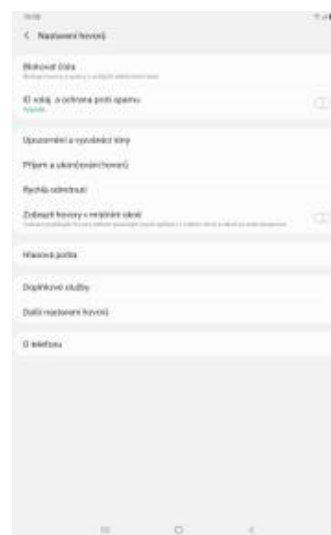 Nastavení hovorů
Blokovat čísla
ID volaj. a ochrana proti spamu
Upozornění a vyzváněcí tóny
Příjem a ukončování hovorů
Rychlá odmítnutí
Zobrazit hovory v místním okně
Hlasová pošta
Doplňkové služby
Další nastavení hovorů
O telefonu